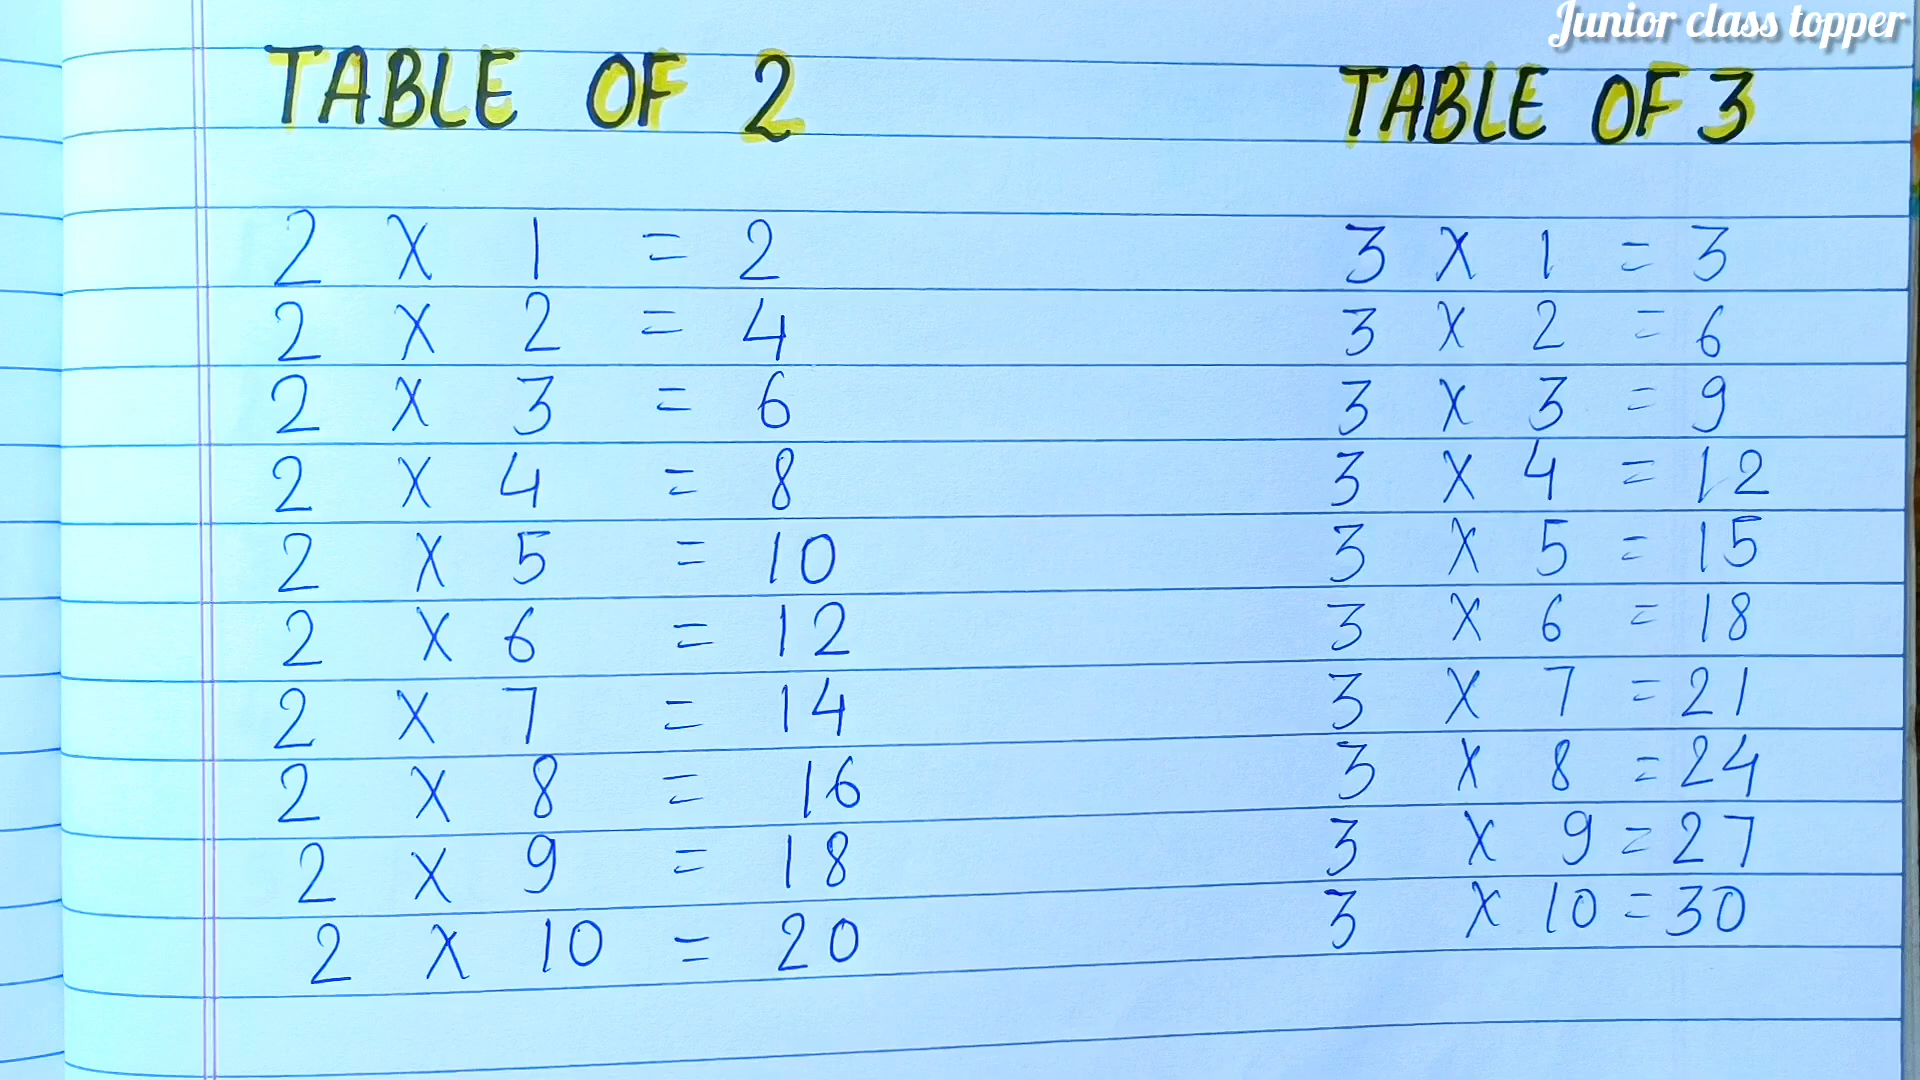 Junior class topper
TABLE OF 2
2 X 1 = 2
2 X 2 = 4
2 X 3 = 6
2 X 4 = 8
2 X 5 = 10
2 X 6 = 12
2 X 7 = 14
2 X 8 = 16
2 X 9 = 18
2 X 10 = 20
TABLE OF 3
3 X 1 = 3
3 X 2 = 6
3 X 3 = 9
3 X 4 = 12
3 X 5 = 15
3 X 6 = 18
3 X 7 = 21
3 X 8 = 24
3 X 9 = 27
3 X 10 = 30